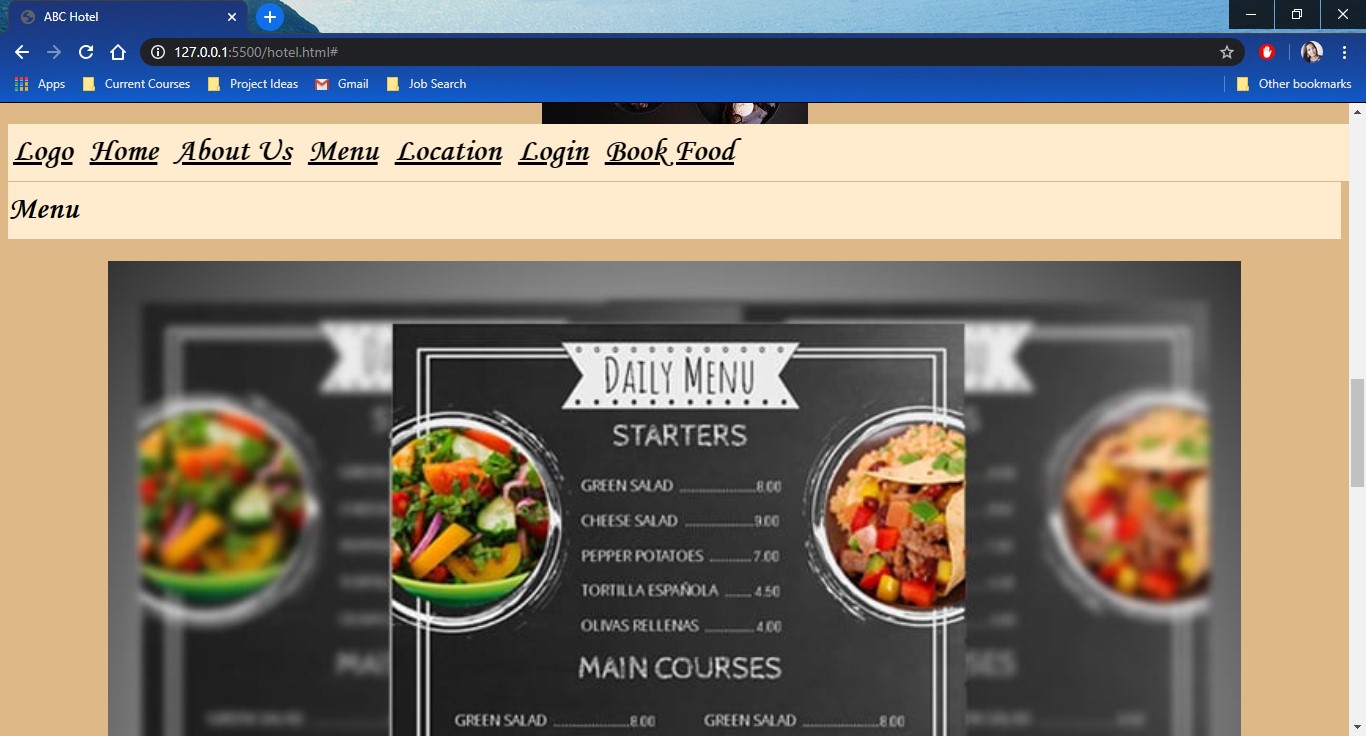 ABC Hotel
127.0.0.1:5500/hotel.html#
Apps Current Courses Project Ideas Gmail Job Search Other bookmarks
Logo Home About Us Menu Location Login Book Food
Menu
DAILY MENU
STARTERS
GREEN SALAD ........................8.00
CHEESE SALAD ......................9.00
PEPPER POTATOES .............7.00
TORTILLA ESPAÑOLA ........4.50
OLIVAS RELLENAS ...............4.00
MAIN COURSES
GREEN SALAD ........................8.00 GREEN SALAD ........................8.00